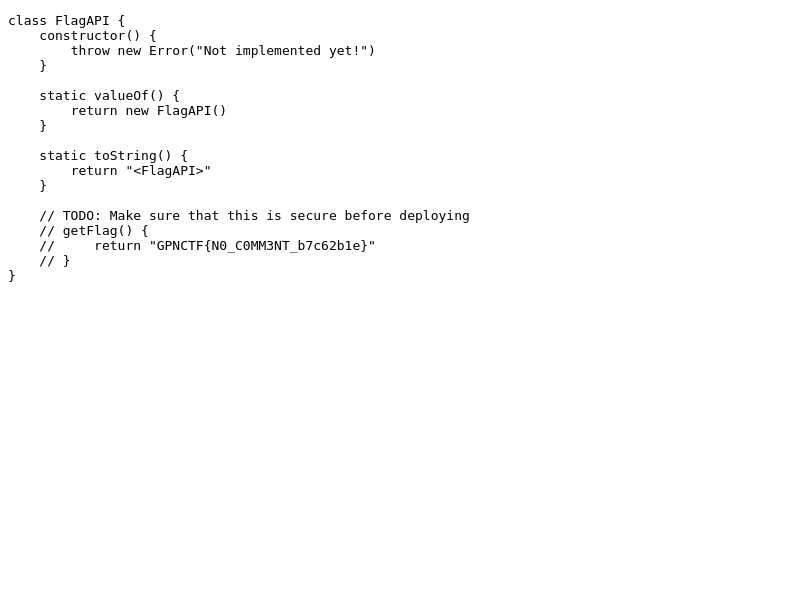 class FlagAPI {
    constructor() {
        throw new Error("Not implemented yet!")
    }

    static valueOf() {
        return new FlagAPI()
    }

    static toString() {
        return "<FlagAPI>"
    }

    // TODO: Make sure that this is secure before deploying
    // getFlag() {
    //     return "GPNCTF{N0_C0MM3NT_b7c62b1e}"
    // }
}